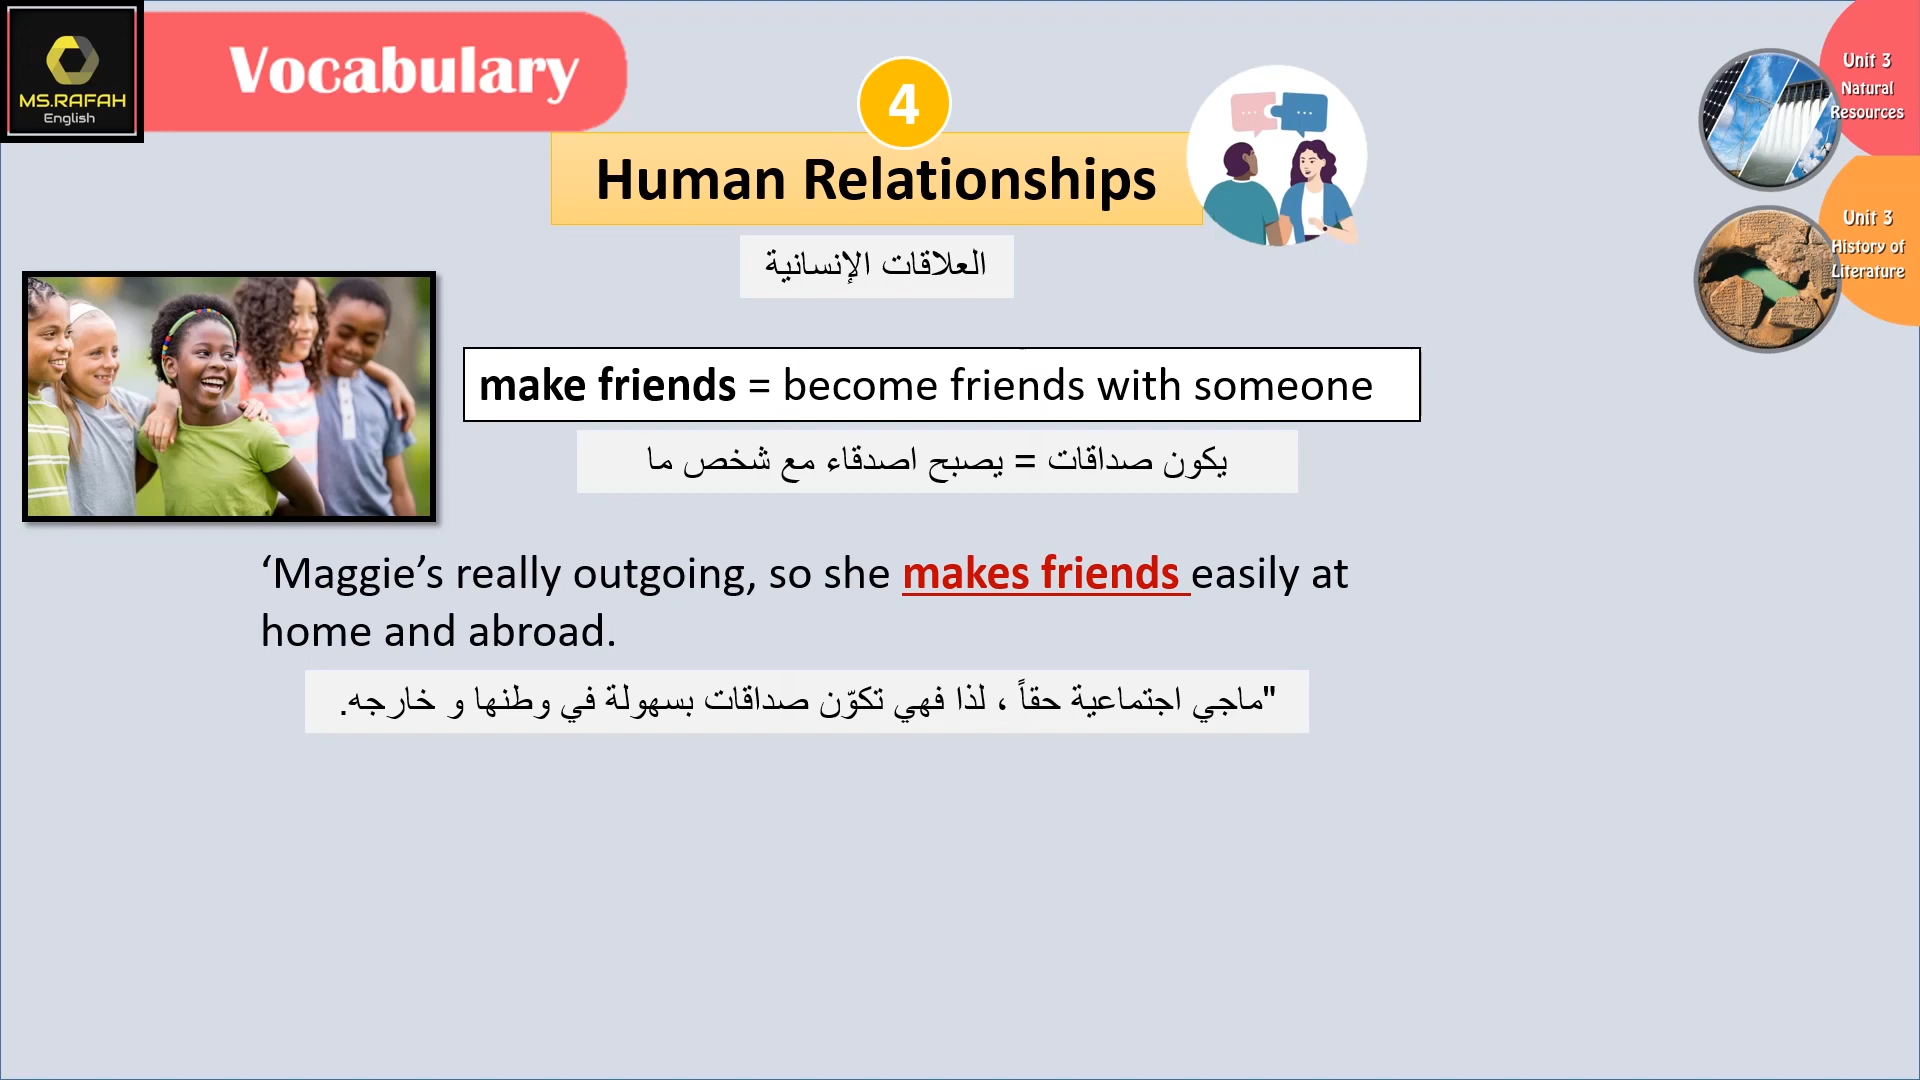 MS.RAFAH
English
Vocabulary
4
Human Relationships
العلاقات الإنسانية
make friends = become friends with someone
يكون صداقات = يصبح اصدقاء مع شخص ما
‘Maggie’s really outgoing, so she makes friends easily at
home and abroad.
"ماجي اجتماعية حقاً ، لذا فهي تكوّن صداقات بسهولة في وطنها و خارجه.
Unit 3
Natural
Resources
Unit 3
History of
Literature